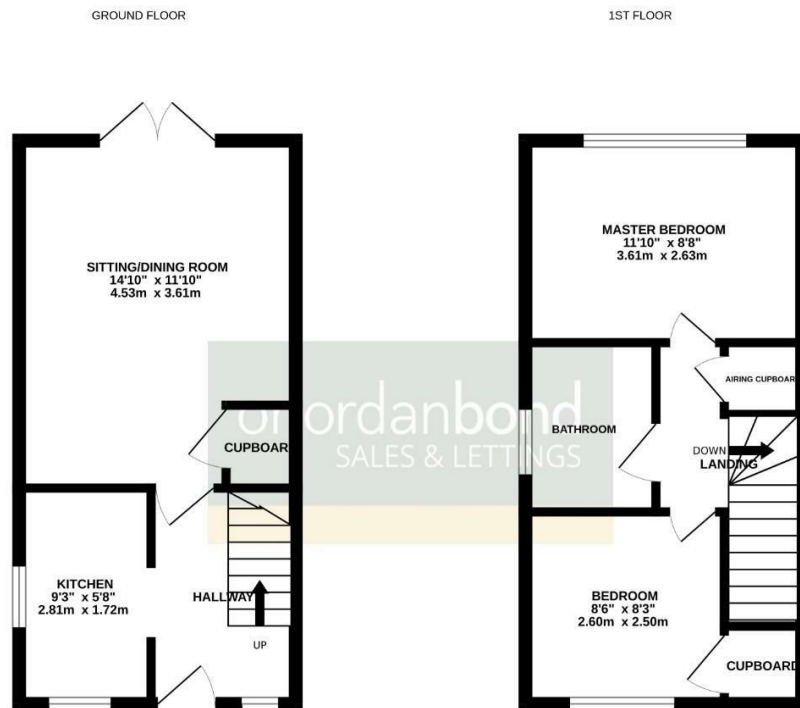 GROUND FLOOR
SITTING/DINING ROOM
14'10" x 11'10"
4.53m x 3.61m
CUPBOAR
KITCHEN
9'3" x 5'8"
2.81m x 1.72m
HALLWAY
UP
1ST FLOOR
MASTER BEDROOM
11'10" x 8'8"
3.61m x 2.63m
AIRING CUPBOAR
BATHROOM
DOWN
LANDING
BEDROOM
8'6" x 8'3"
2.60m x 2.50m
CUPBOARD
SALES & LETTINGS